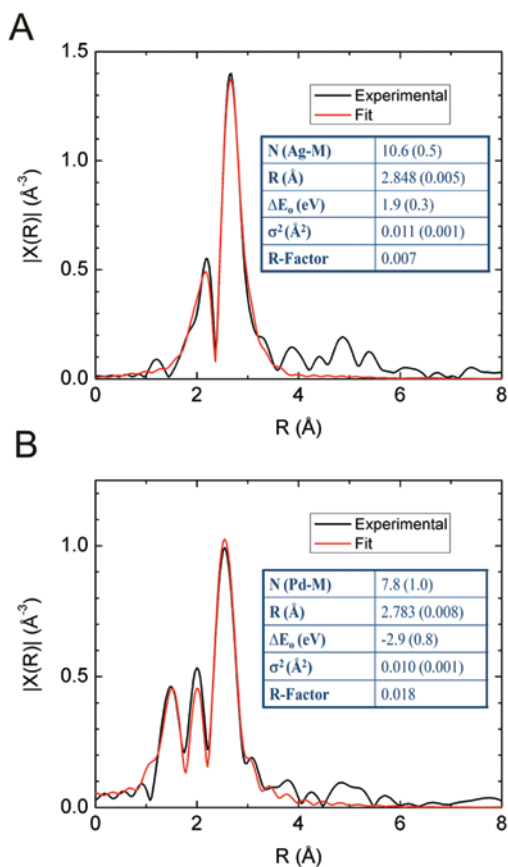 A
1.5
1.0
0.5
0.0
|X(R)| (Å⁻³)
Experimental
Fit
N (Ag-M) 10.6 (0.5)
R (Å) 2.848 (0.005)
ΔEₒ (eV) 1.9 (0.3)
σ² (Å²) 0.011 (0.001)
R-Factor 0.007
0 2 4 6 8
R (Å)
B
1.0
0.5
0.0
|X(R)| (Å⁻³)
Experimental
Fit
N (Pd-M) 7.8 (1.0)
R (Å) 2.783 (0.008)
ΔEₒ (eV) -2.9 (0.8)
σ² (Å²) 0.010 (0.001)
R-Factor 0.018
0 2 4 6 8
R (Å)